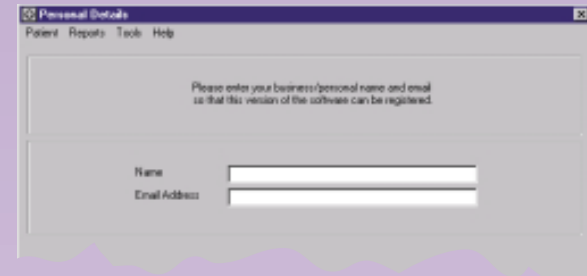 Personal Details
Patient Reports Tools Help
Please enter your business/personal name and email
so that this version of the software can be registered.
Name
Email Address